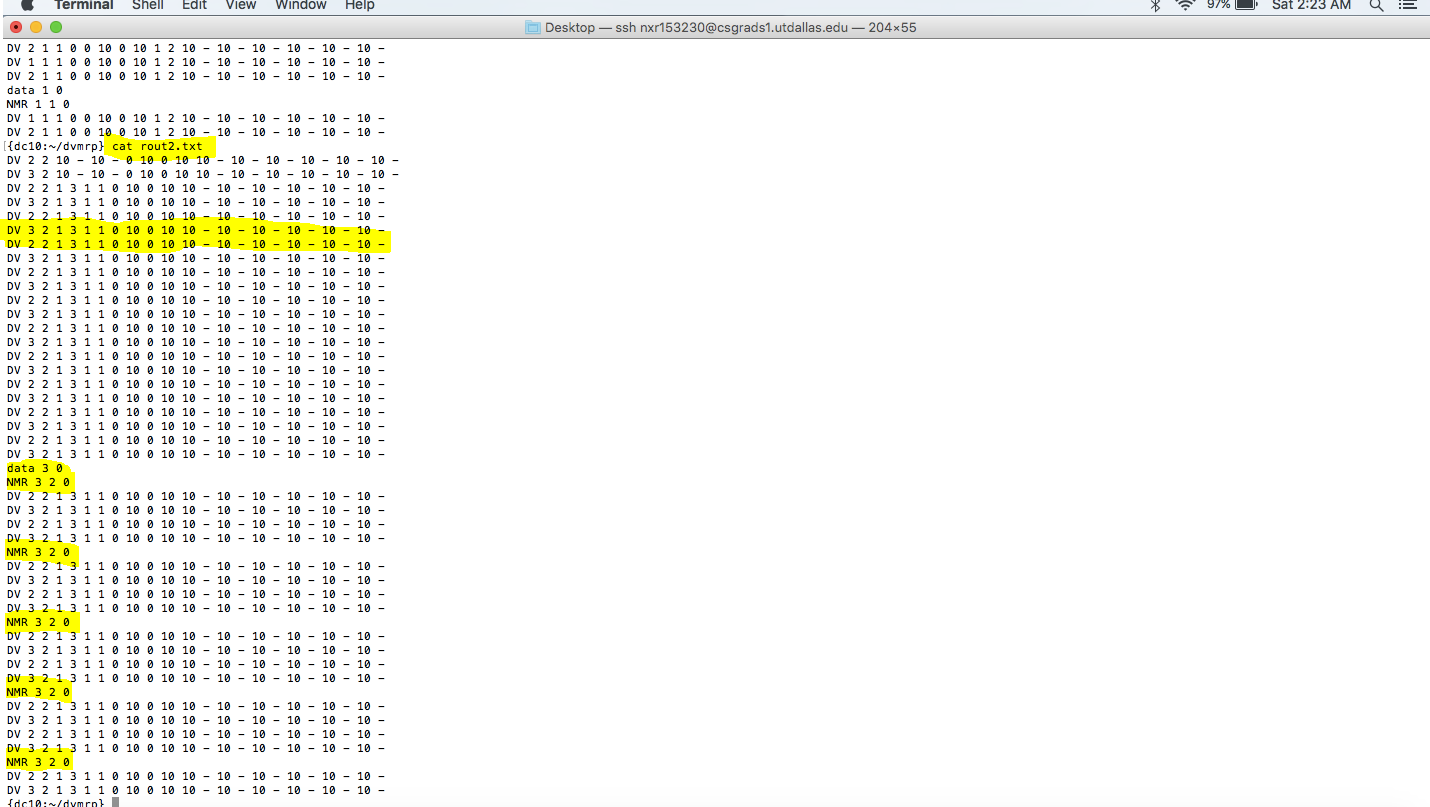 Terminal Shell Edit View Window Help 97% Sat 2:23 AM
Desktop — ssh nxr153230@csgrads1.utdallas.edu — 204×55
DV 2 1 1 0 0 10 0 10 1 2 10 - 10 - 10 - 10 - 10 - 10 -
DV 1 1 1 0 0 10 0 10 1 2 10 - 10 - 10 - 10 - 10 - 10 -
DV 2 1 1 0 0 10 0 10 1 2 10 - 10 - 10 - 10 - 10 - 10 -
data 1 0
NMR 1 1 0
DV 1 1 1 0 0 10 0 10 1 2 10 - 10 - 10 - 10 - 10 - 10 -
DV 2 1 1 0 0 10 0 10 1 2 10 - 10 - 10 - 10 - 10 - 10 -
[{dc10:~/dvmrp} cat rout2.txt
DV 2 2 10 - 10 - 0 10 0 10 10 - 10 - 10 - 10 - 10 - 10 -
DV 3 2 10 - 10 - 0 10 0 10 10 - 10 - 10 - 10 - 10 - 10 -
DV 2 2 1 3 1 1 0 10 0 10 10 - 10 - 10 - 10 - 10 - 10 -
DV 3 2 1 3 1 1 0 10 0 10 10 - 10 - 10 - 10 - 10 - 10 -
DV 2 2 1 3 1 1 0 10 0 10 10 - 10 - 10 - 10 - 10 - 10 -
DV 3 2 1 3 1 1 0 10 0 10 10 - 10 - 10 - 10 - 10 - 10 -
DV 2 2 1 3 1 1 0 10 0 10 10 - 10 - 10 - 10 - 10 - 10 -
DV 3 2 1 3 1 1 0 10 0 10 10 - 10 - 10 - 10 - 10 - 10 -
DV 2 2 1 3 1 1 0 10 0 10 10 - 10 - 10 - 10 - 10 - 10 -
DV 3 2 1 3 1 1 0 10 0 10 10 - 10 - 10 - 10 - 10 - 10 -
DV 2 2 1 3 1 1 0 10 0 10 10 - 10 - 10 - 10 - 10 - 10 -
DV 3 2 1 3 1 1 0 10 0 10 10 - 10 - 10 - 10 - 10 - 10 -
DV 2 2 1 3 1 1 0 10 0 10 10 - 10 - 10 - 10 - 10 - 10 -
DV 3 2 1 3 1 1 0 10 0 10 10 - 10 - 10 - 10 - 10 - 10 -
DV 2 2 1 3 1 1 0 10 0 10 10 - 10 - 10 - 10 - 10 - 10 -
DV 3 2 1 3 1 1 0 10 0 10 10 - 10 - 10 - 10 - 10 - 10 -
DV 2 2 1 3 1 1 0 10 0 10 10 - 10 - 10 - 10 - 10 - 10 -
DV 3 2 1 3 1 1 0 10 0 10 10 - 10 - 10 - 10 - 10 - 10 -
DV 2 2 1 3 1 1 0 10 0 10 10 - 10 - 10 - 10 - 10 - 10 -
DV 3 2 1 3 1 1 0 10 0 10 10 - 10 - 10 - 10 - 10 - 10 -
DV 2 2 1 3 1 1 0 10 0 10 10 - 10 - 10 - 10 - 10 - 10 -
DV 3 2 1 3 1 1 0 10 0 10 10 - 10 - 10 - 10 - 10 - 10 -
data 3 0
NMR 3 2 0
DV 2 2 1 3 1 1 0 10 0 10 10 - 10 - 10 - 10 - 10 - 10 -
DV 3 2 1 3 1 1 0 10 0 10 10 - 10 - 10 - 10 - 10 - 10 -
DV 2 2 1 3 1 1 0 10 0 10 10 - 10 - 10 - 10 - 10 - 10 -
DV 3 2 1 3 1 1 0 10 0 10 10 - 10 - 10 - 10 - 10 - 10 -
NMR 3 2 0
DV 2 2 1 3 1 1 0 10 0 10 10 - 10 - 10 - 10 - 10 - 10 -
DV 3 2 1 3 1 1 0 10 0 10 10 - 10 - 10 - 10 - 10 - 10 -
DV 2 2 1 3 1 1 0 10 0 10 10 - 10 - 10 - 10 - 10 - 10 -
DV 3 2 1 3 1 1 0 10 0 10 10 - 10 - 10 - 10 - 10 - 10 -
NMR 3 2 0
DV 2 2 1 3 1 1 0 10 0 10 10 - 10 - 10 - 10 - 10 - 10 -
DV 3 2 1 3 1 1 0 10 0 10 10 - 10 - 10 - 10 - 10 - 10 -
DV 2 2 1 3 1 1 0 10 0 10 10 - 10 - 10 - 10 - 10 - 10 -
DV 3 2 1 3 1 1 0 10 0 10 10 - 10 - 10 - 10 - 10 - 10 -
NMR 3 2 0
DV 2 2 1 3 1 1 0 10 0 10 10 - 10 - 10 - 10 - 10 - 10 -
DV 3 2 1 3 1 1 0 10 0 10 10 - 10 - 10 - 10 - 10 - 10 -
DV 2 2 1 3 1 1 0 10 0 10 10 - 10 - 10 - 10 - 10 - 10 -
DV 3 2 1 3 1 1 0 10 0 10 10 - 10 - 10 - 10 - 10 - 10 -
NMR 3 2 0
DV 2 2 1 3 1 1 0 10 0 10 10 - 10 - 10 - 10 - 10 - 10 -
DV 3 2 1 3 1 1 0 10 0 10 10 - 10 - 10 - 10 - 10 - 10 -
{dc10:~/dvmrp}